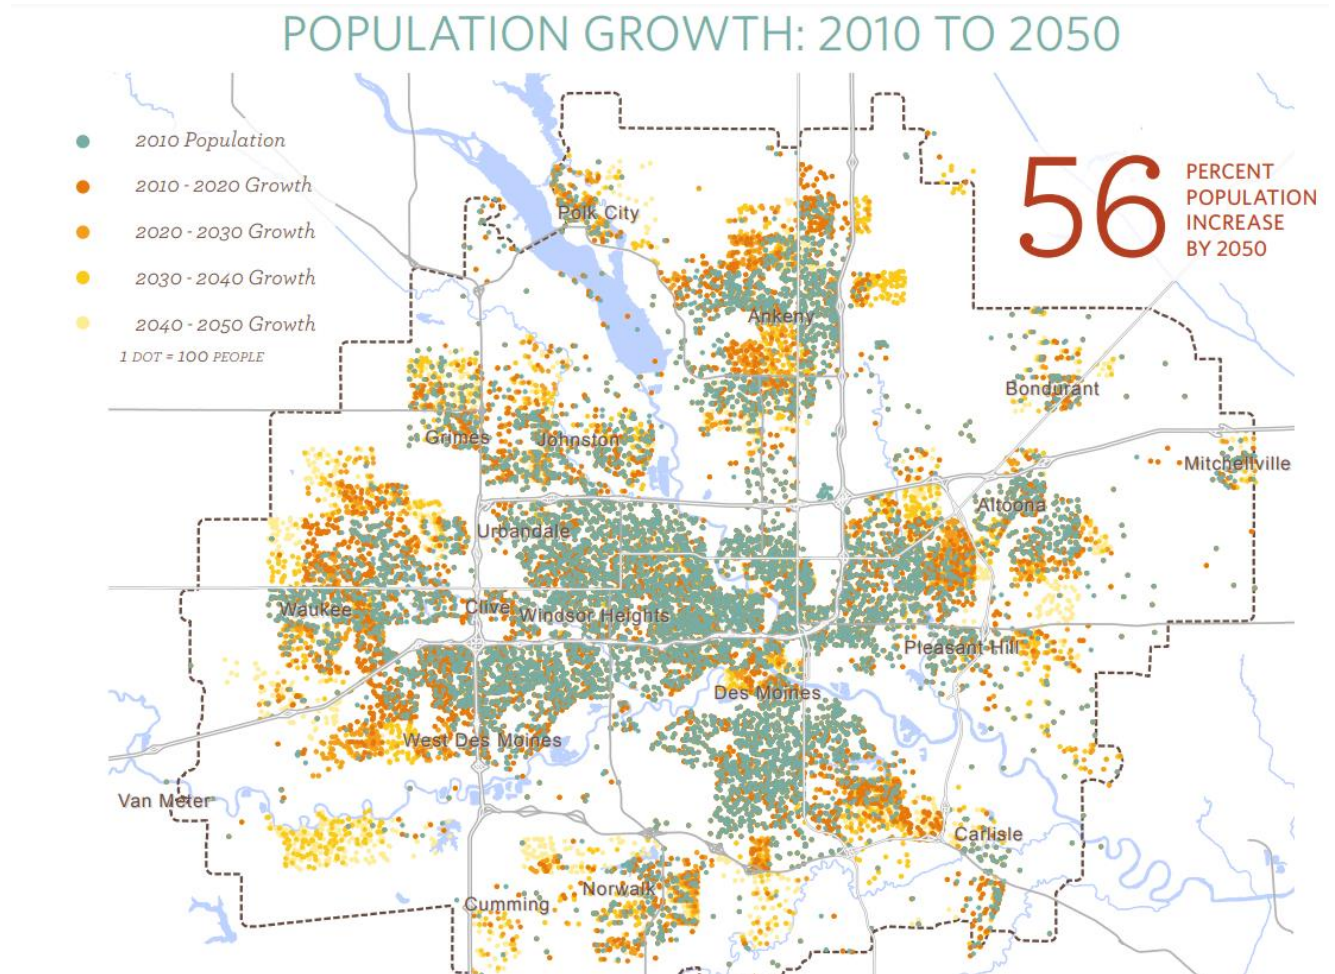 POPULATION GROWTH: 2010 TO 2050
2010 Population
2010 - 2020 Growth
2020 - 2030 Growth
2030 - 2040 Growth
2040 - 2050 Growth
1 DOT = 100 PEOPLE
56
PERCENT
POPULATION
INCREASE
BY 2050
Polk City
Ankeny
Bondurant
Grimes
Johnston
Mitchellville
Altoona
Urbandale
Waukee
Clive
Windsor Heights
Pleasant Hill
Des Moines
West Des Moines
Van Meter
Carlisle
Norwalk
Cumming